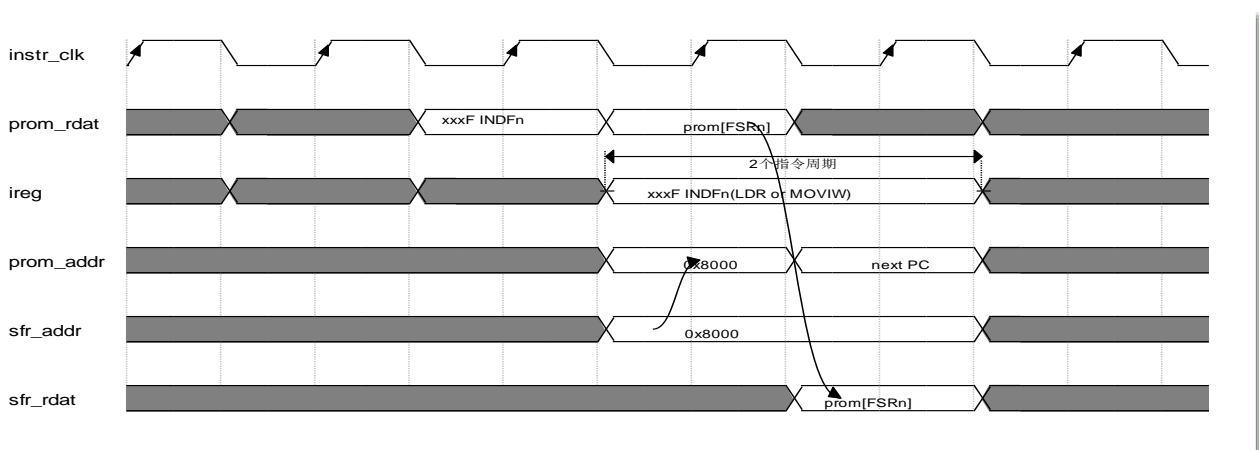 instr_clk
prom_rdat
xxxF INDFn
prom[FSRn]
2个指令周期
ireg
xxxF INDFn(LDR or MOVIW)
prom_addr
0x8000
next PC
sfr_addr
0x8000
sfr_rdat
prom[FSRn]